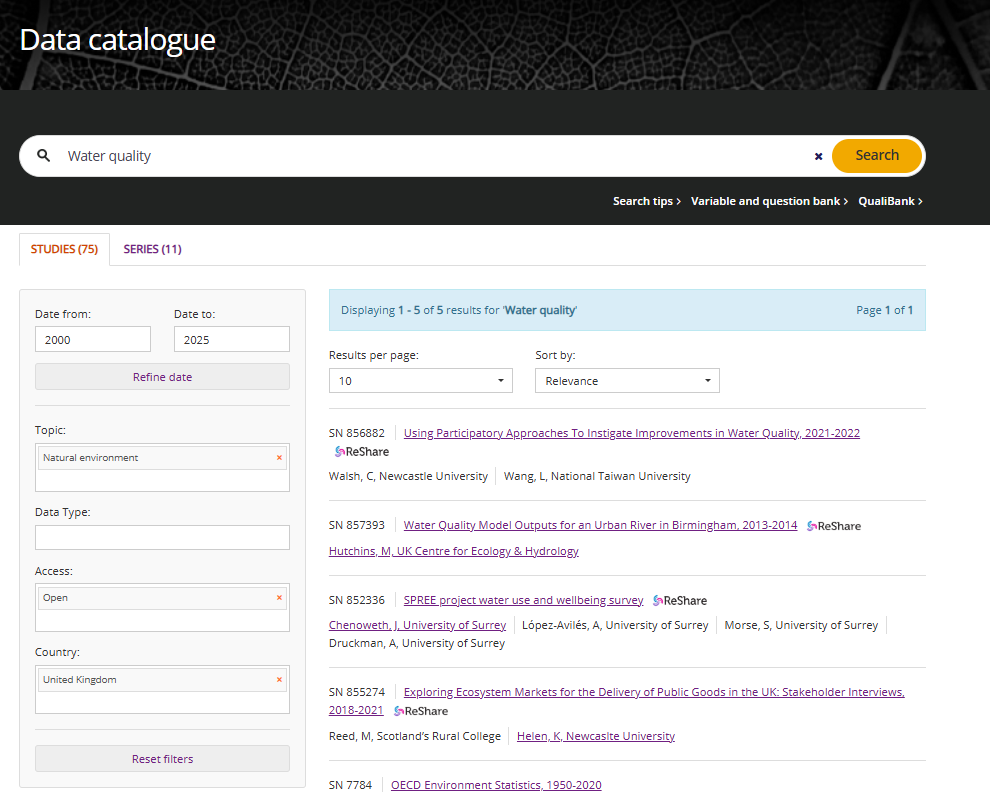 Data catalogue
Water quality
Search
Search tips
Variable and question bank
QualiBank
STUDIES (75)
SERIES (11)
Date from:
Date to:
2000
2025
Refine date
Topic:
Natural environment
Data Type:
Access:
Open
Country:
United Kingdom
Reset filters
Displaying 1 - 5 of 5 results for 'Water quality'
Page 1 of 1
Results per page:
Sort by:
10
Relevance
SN 856882 Using Participatory Approaches To Instigate Improvements in Water Quality, 2021-2022
ReShare
Walsh, C, Newcastle University Wang, L, National Taiwan University
SN 857393 Water Quality Model Outputs for an Urban River in Birmingham, 2013-2014 ReShare
Hutchins, M, UK Centre for Ecology & Hydrology
SN 852336 SPREE project water use and wellbeing survey ReShare
Chenoweth, J, University of Surrey López-Avilés, A, University of Surrey Morse, S, University of Surrey
Druckman, A, University of Surrey
SN 855274 Exploring Ecosystem Markets for the Delivery of Public Goods in the UK: Stakeholder Interviews,
2018-2021 ReShare
Reed, M, Scotland's Rural College Helen, K, Newcaslte University
SN 7784 OECD Environment Statistics, 1950-2020